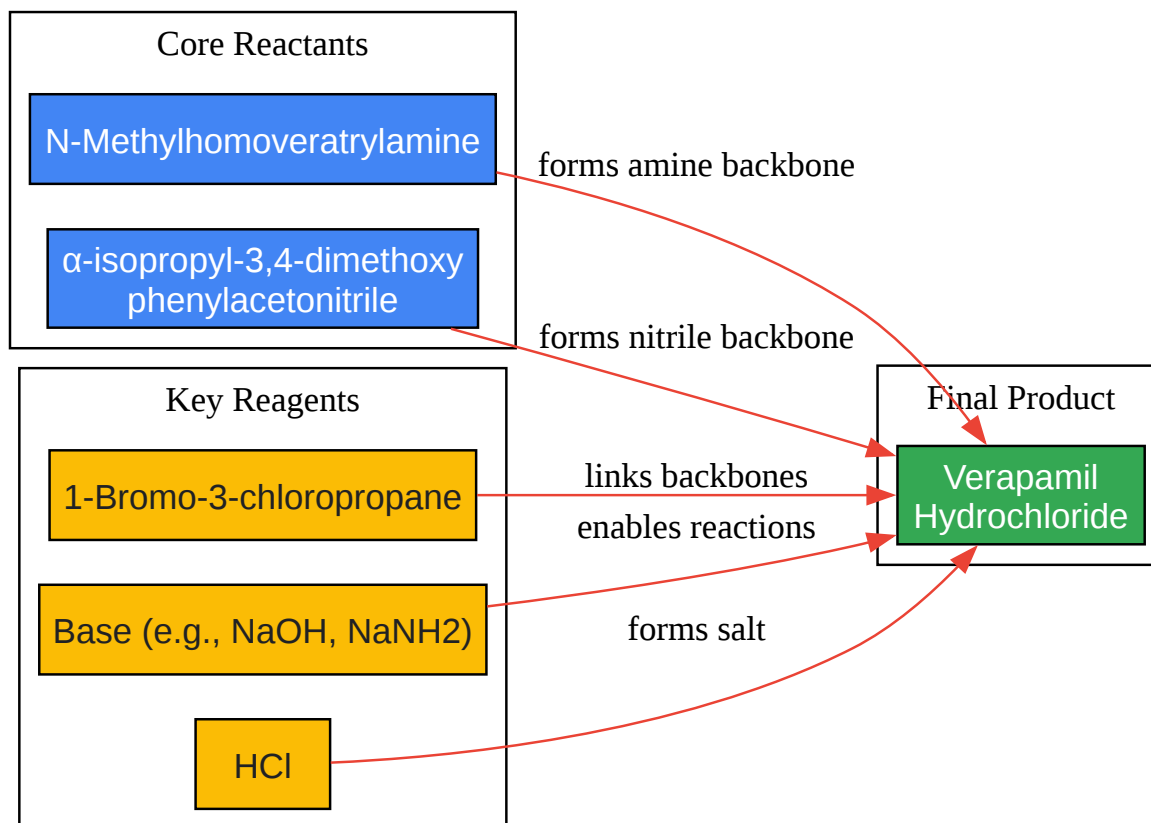 Core Reactants
N-Methylhomoveratrylamine
α-isopropyl-3,4-dimethoxy
phenylacetonitrile
forms amine backbone
forms nitrile backbone
Key Reagents
1-Bromo-3-chloropropane
Base (e.g., NaOH, NaNH2)
HCl
links backbones
enables reactions
forms salt
Final Product
Verapamil
Hydrochloride